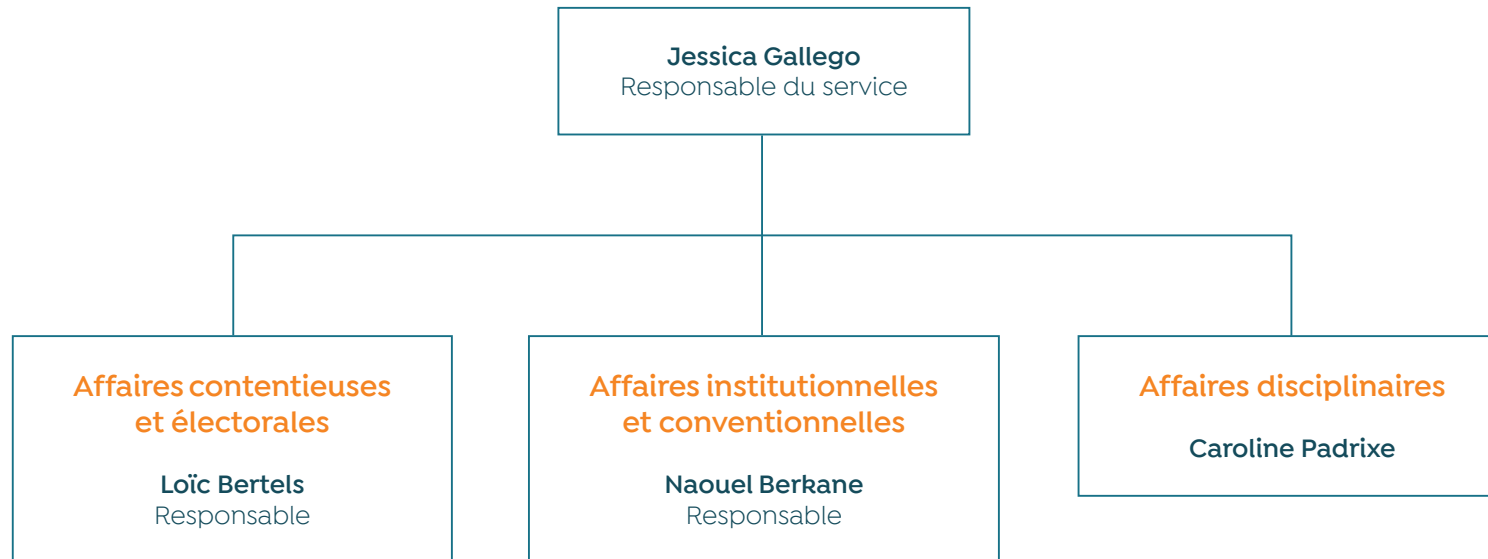 Jessica Gallego
Responsable du service
Affaires contentieuses
et électorales
Loïc Bertels
Responsable
Affaires institutionnelles
et conventionnelles
Naouel Berkane
Responsable
Affaires disciplinaires
Caroline Padrixe